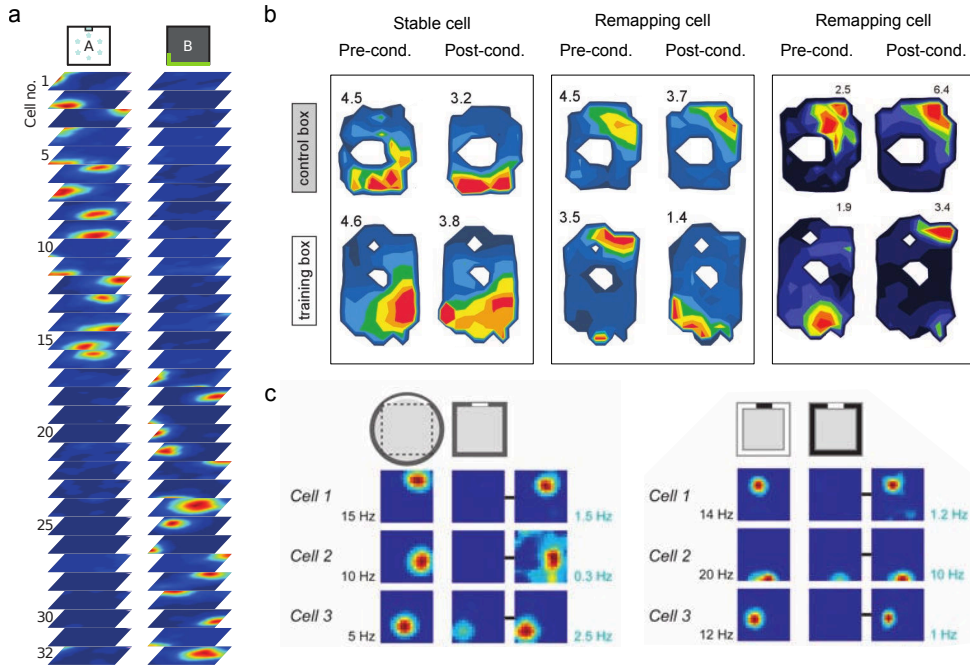 a
A
B
Cell no.
1
5
10
15
20
25
30
32
b
Stable cell
Remapping cell
Remapping cell
Pre-cond.
Post-cond.
Pre-cond.
Post-cond.
Pre-cond.
Post-cond.
control box
4.5
3.2
4.5
3.7
2.5
6.4
training box
4.6
3.8
3.5
1.4
1.9
3.4
c
Cell 1
15 Hz
1.5 Hz
Cell 2
10 Hz
0.3 Hz
Cell 3
5 Hz
2.5 Hz
Cell 1
14 Hz
1.2 Hz
Cell 2
20 Hz
10 Hz
Cell 3
12 Hz
1 Hz